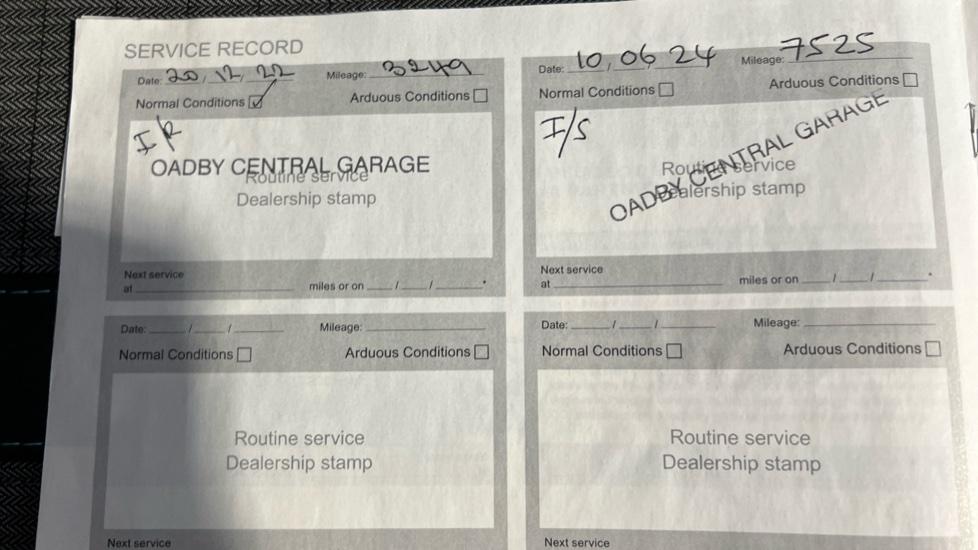 SERVICE RECORD
Date: 20, 12, 22 Mileage: 3249
Normal Conditions Arduous Conditions
I/R
OADBY CENTRAL GARAGE
Routine service
Dealership stamp
Next service
at miles or on / / .
Date: 10, 06 24 Mileage: 7525
Normal Conditions Arduous Conditions
I/S
OADBY CENTRAL GARAGE
Routine service
Dealership stamp
Next service
at miles or on / / .
Date: / / Mileage:
Normal Conditions Arduous Conditions
Routine service
Dealership stamp
Next service
Date: / / Mileage:
Normal Conditions Arduous Conditions
Routine service
Dealership stamp
Next service